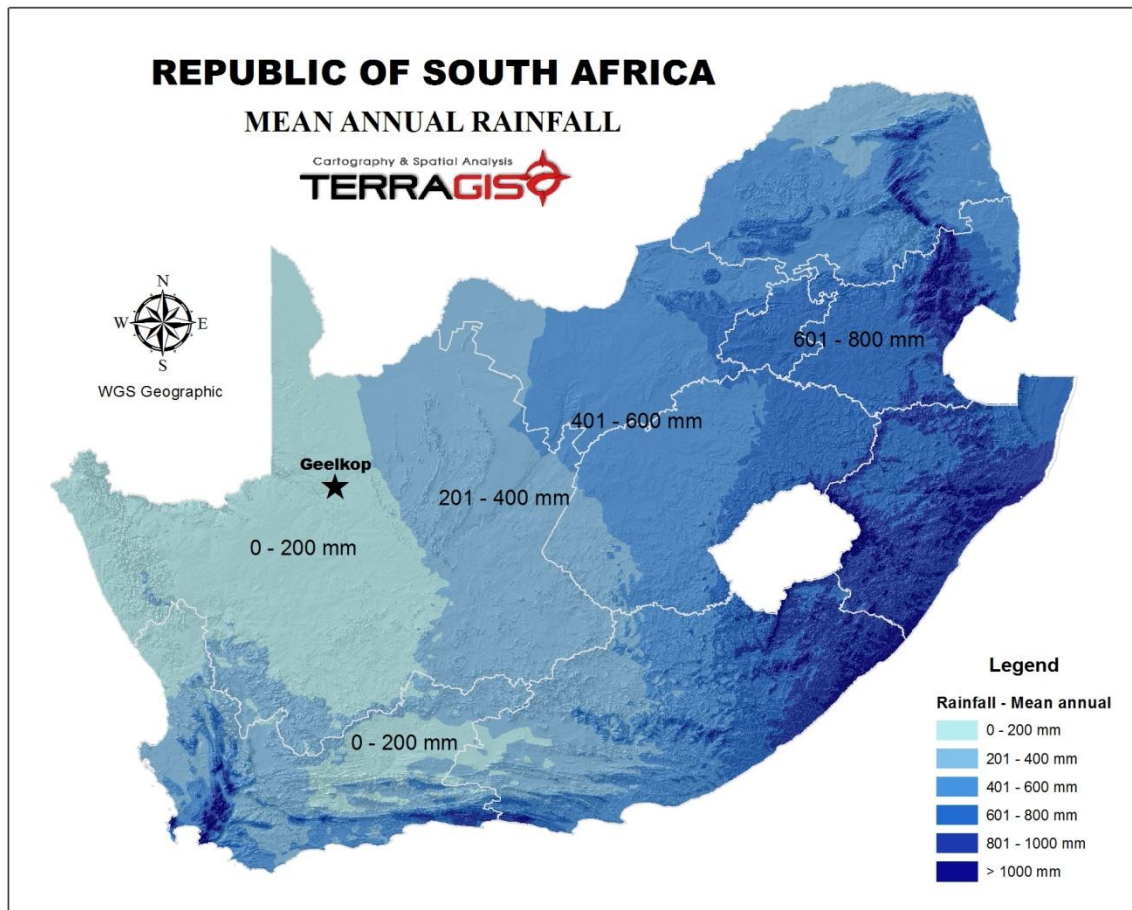 REPUBLIC OF SOUTH AFRICA
MEAN ANNUAL RAINFALL
Cartography & Spatial Analysis
TERRAGIS
N
W E
S
WGS Geographic
601 - 800 mm
401 - 600 mm
Geelkop
201 - 400 mm
0 - 200 mm
0 - 200 mm
Legend
Rainfall - Mean annual
0 - 200 mm
201 - 400 mm
401 - 600 mm
601 - 800 mm
801 - 1000 mm
> 1000 mm